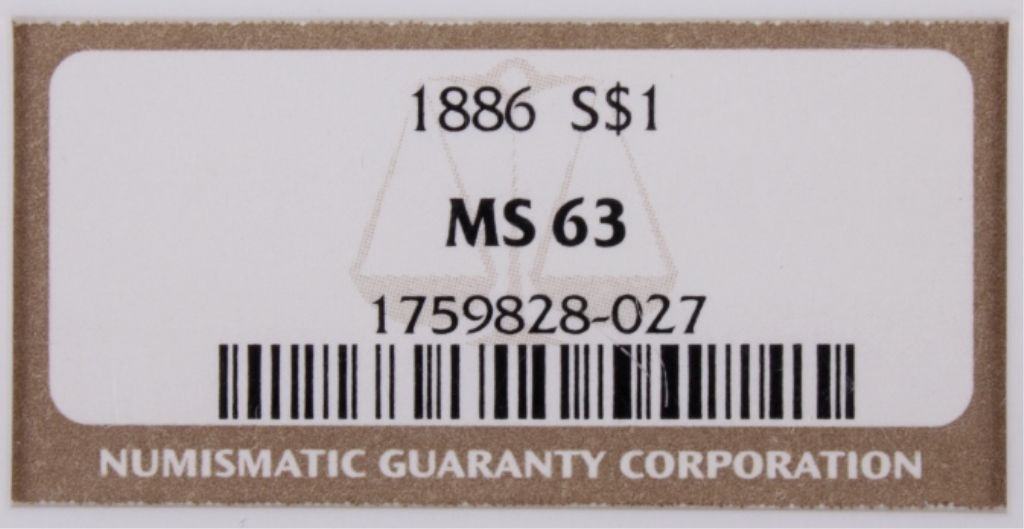 1886 S$1
MS 63
1759828-027
NUMISMATIC GUARANTY CORPORATION